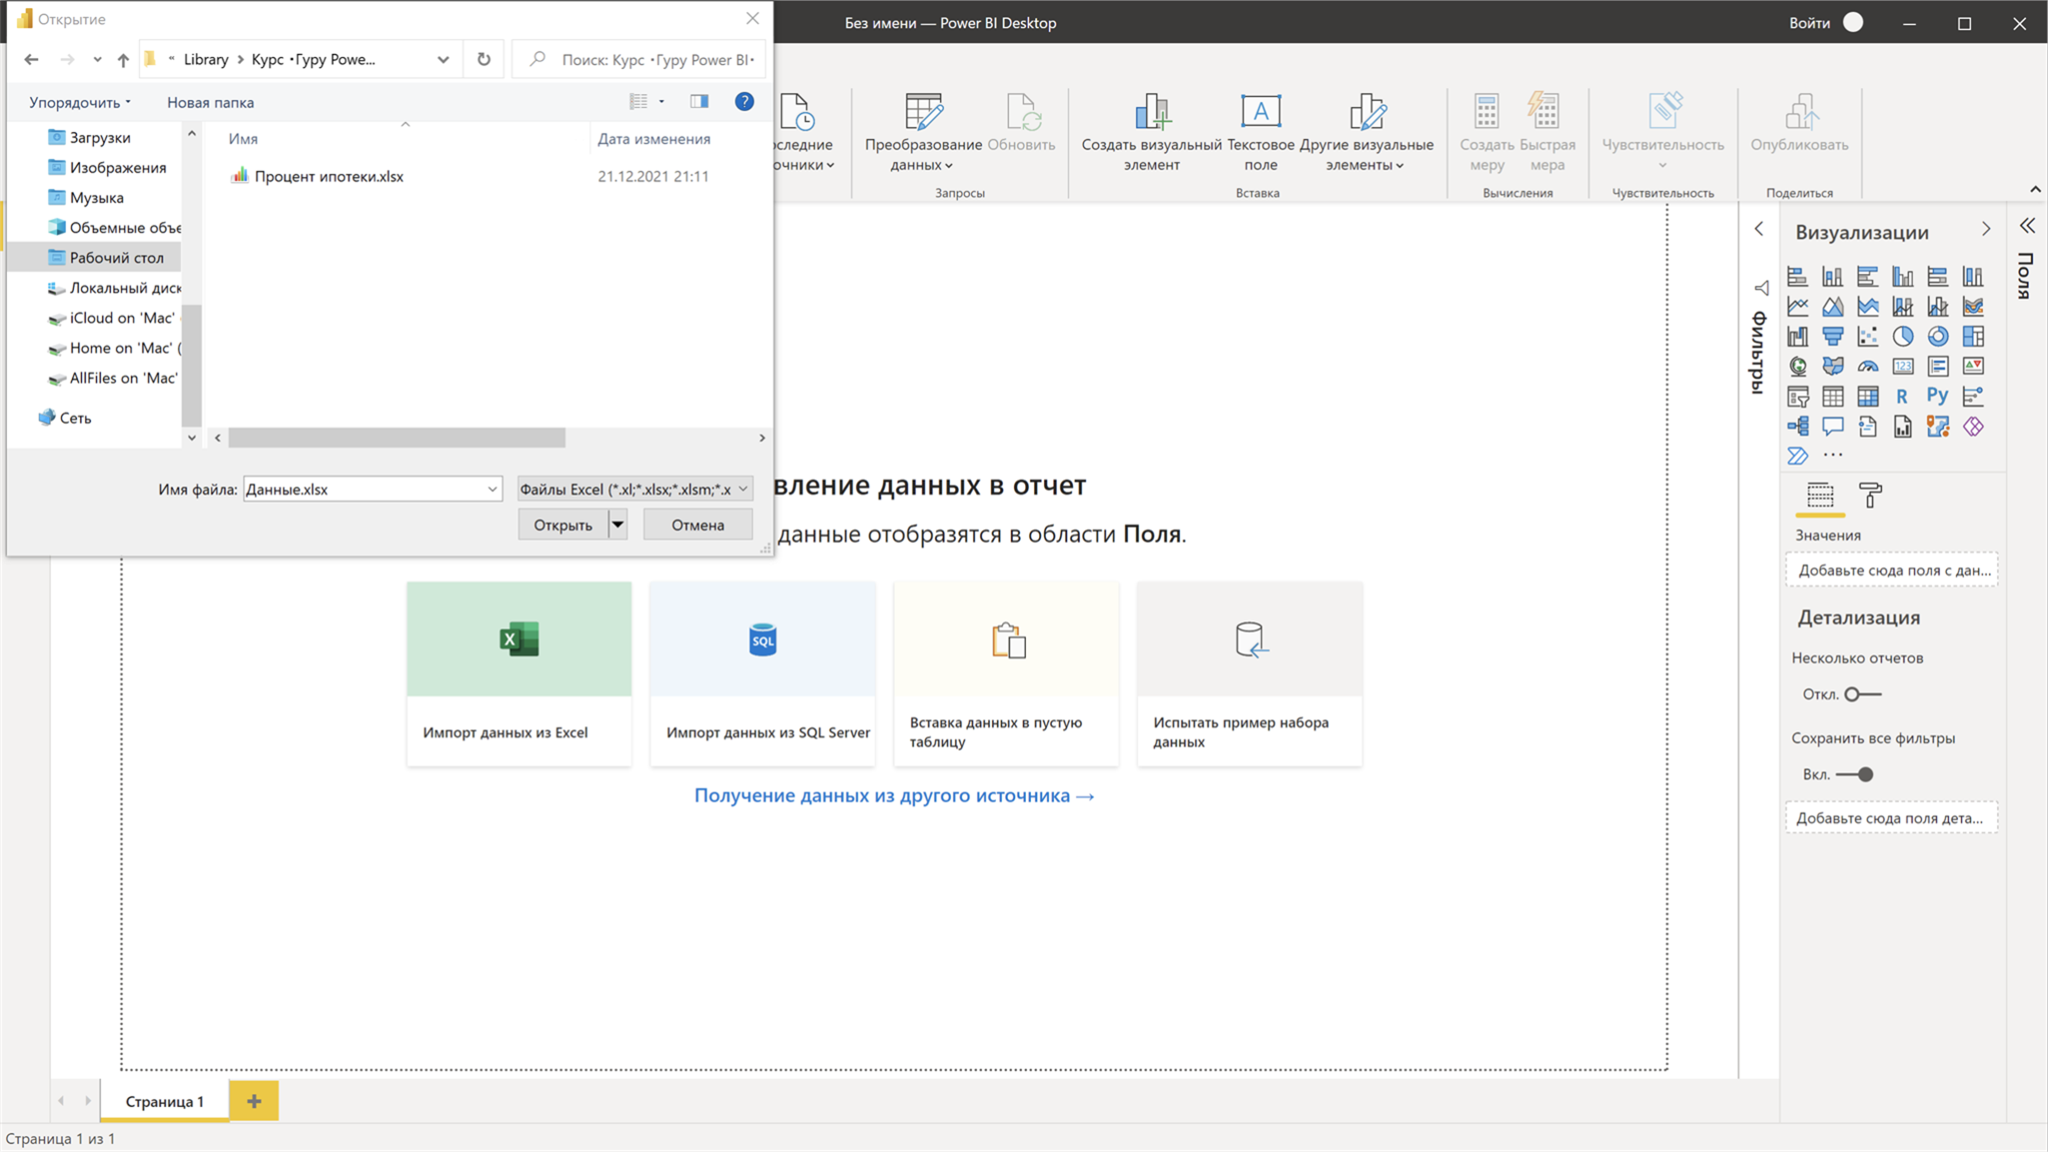 Открытие
Без имени — Power BI Desktop
Войти
« Library > Курс •Гуру Powe...
Поиск: Курс •Гуру Power BI•
Упорядочить
Новая папка
?
Загрузки
Изображения
Музыка
Объемные объе
Рабочий стол
Локальный диск
iCloud on 'Mac'
Home on 'Mac' (
AllFiles on 'Mac'
Сеть
Имя
Дата изменения
Процент ипотеки.xlsx
21.12.2021 21:11
Имя файла:
Данные.xlsx
Файлы Excel (*.xl;*.xlsx;*.xlsm;*.x
Открыть
Отмена
оследние
очники
Преобразование
данных
Обновить
Запросы
Создать визуальный
элемент
A
Текстовое
поле
Другие визуальные
элементы
Вставка
Создать
меру
Быстрая
мера
Вычисления
Чувствительность
Чувствительность
Опубликовать
Поделиться
вление данных в отчет
данные отобразятся в области Поля.
X
Импорт данных из Excel
SQL
Импорт данных из SQL Server
Вставка данных в пустую
таблицу
Испытать пример набора
данных
Получение данных из другого источника →
Фильтры
Визуализации
123
R
Py
...
Значения
Добавьте сюда поля с дан...
Детализация
Несколько отчетов
Откл.
Сохранить все фильтры
Вкл.
Добавьте сюда поля дета...
Поля
Страница 1
+
Страница 1 из 1